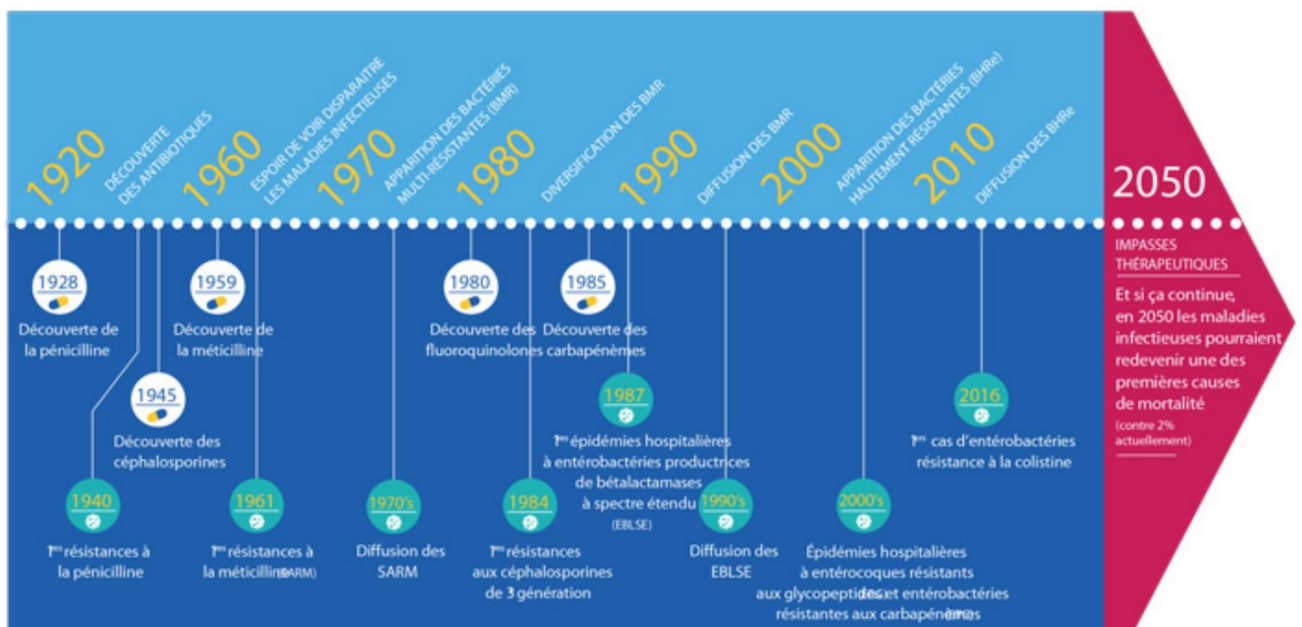 1920
DÉCOUVERTE
DES ANTIBIOTIQUES
1960
ESPOIR DE VOIR DISPARAITRE
LES MALADIES INFECTIEUSES
1970
APPARITION DES BACTÉRIES
MULTI-RÉSISTANTES (BMR)
1980
DIVERSIFICATION DES BMR
1990
DIFFUSION DES BMR
2000
APPARITION DES BACTÉRIES
HAUTEMENT RÉSISTANTES (BHRe)
2010
DIFFUSION DES BHRe
2050
IMPASSES
THÉRAPEUTIQUES
Et si ça continue,
en 2050 les maladies
infectieuses pourraient
redevenir une des
premières causes
de mortalité
(contre 2%
actuellement)
1928
Découverte de
la pénicilline
1959
Découverte de
la méticilline
1980
Découverte des
fluoroquinolones
1985
Découverte des
carbapénèmes
1945
Découverte des
céphalosporines
1987
1res épidémies hospitalières
à entérobactéries productrices
de bétalactamases
à spectre étendu
(EBLSE)
2016
1ers cas d'entérobactéries
résistance à la colistine
1940
1res résistances à
la pénicilline
1961
1res résistances à
la méticilline (SARM)
1970's
Diffusion des
SARM
1984
1res résistances
aux céphalosporines
de 3 génération
1990's
Diffusion des
EBLSE
2000's
Épidémies hospitalières
à entérocoques résistants
aux glycopeptides et entérobactéries
résistantes aux carbapénèmes